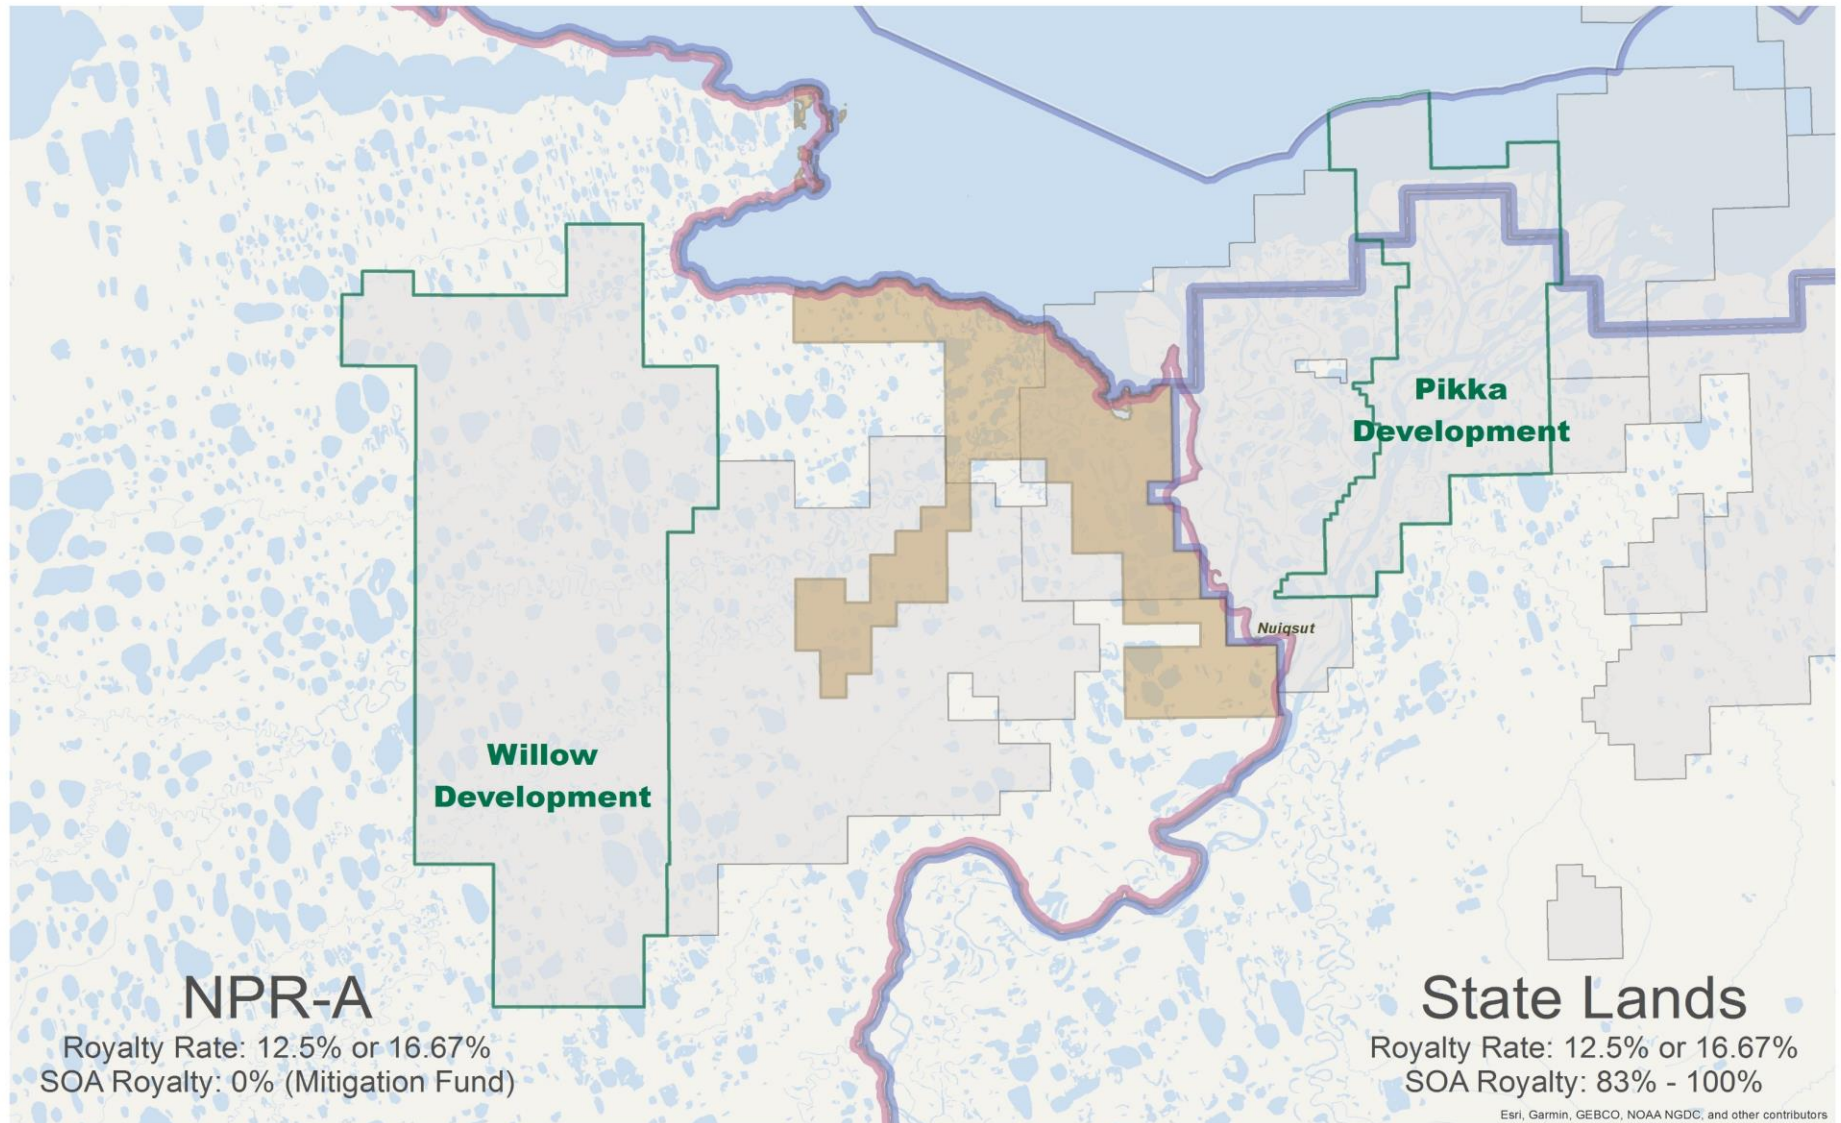 Pikka
Development
Nuiqsut
Willow
Development
NPR-A
Royalty Rate: 12.5% or 16.67%
SOA Royalty: 0% (Mitigation Fund)
State Lands
Royalty Rate: 12.5% or 16.67%
SOA Royalty: 83% - 100%
Esri, Garmin, GEBCO, NOAA NGDC, and other contributors